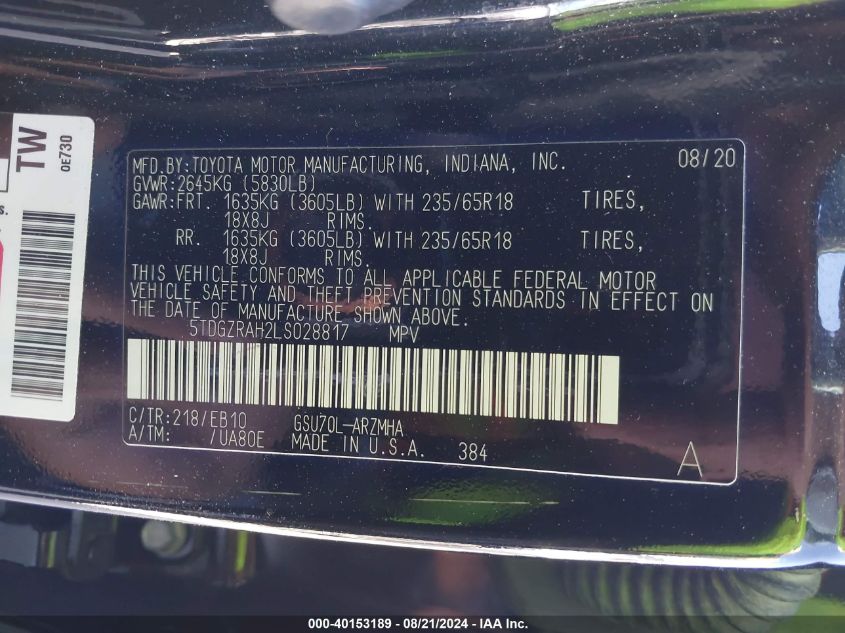 TW
0E730
s.
MFD.BY:TOYOTA MOTOR MANUFACTURING, INDIANA, INC. 08/20
GVWR:2645KG (5830LB)
GAWR:FRT. 1635KG (3605LB) WITH 235/65R18 TIRES,
18X8J RIMS.
RR. 1635KG (3605LB) WITH 235/65R18 TIRES,
18X8J RIMS.
THIS VEHICLE CONFORMS TO ALL APPLICABLE FEDERAL MOTOR
VEHICLE SAFETY AND THEFT PREVENTION STANDARDS IN EFFECT ON
THE DATE OF MANUFACTURE SHOWN ABOVE.
5TDGZRAH2LS028817 MPV
C/TR:218/EB10 GSU70L-ARZMHA
A/TM: /UA80E MADE IN U.S.A. 384
A
000-40153189 - 08/21/2024 - IAA Inc.